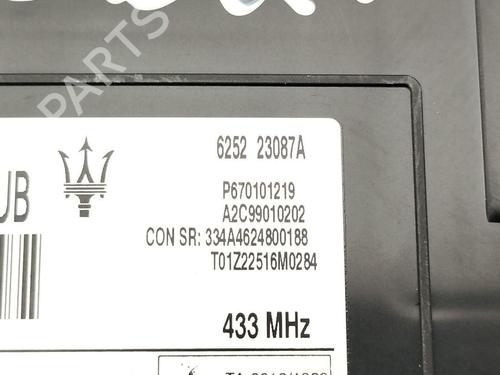 PARTS
6252 23087A
UB
P670101219
A2C99010202
CON SR: 334A4624800188
T01Z22516M0284
433 MHz